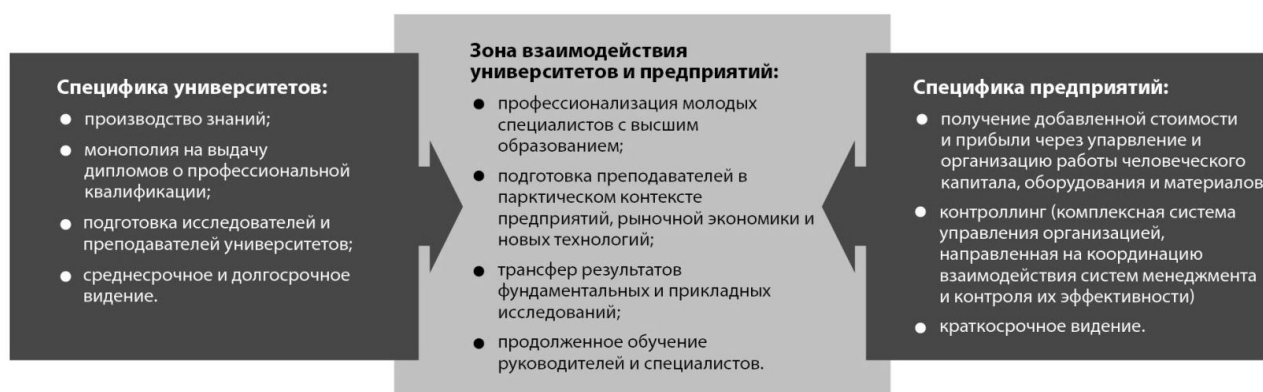 Специфика университетов:
● производство знаний;
● монополия на выдачу
дипломов о профессиональной
квалификации;
● подготовка исследователей и
преподавателей университетов;
● среднесрочное и долгосрочное
видение.
Зона взаимодействия
университетов и предприятий:
● профессионализация молодых
специалистов с высшим
образованием;
● подготовка преподавателей в
парктическом контексте
предприятий, рыночной экономики и
новых технологий;
● трансфер результатов
фундаментальных и прикладных
исследований;
● продолженное обучение
руководителей и специалистов.
Специфика предприятий:
● получение добавленной стоимости
и прибыли через упарвление и
организацию работы человеческого
капитала, оборудования и материалов
● контроллинг (комплексная система
управления организацией,
направленная на координацию
взаимодействия систем менеджмента
и контроля их эффективности)
● краткосрочное видение.